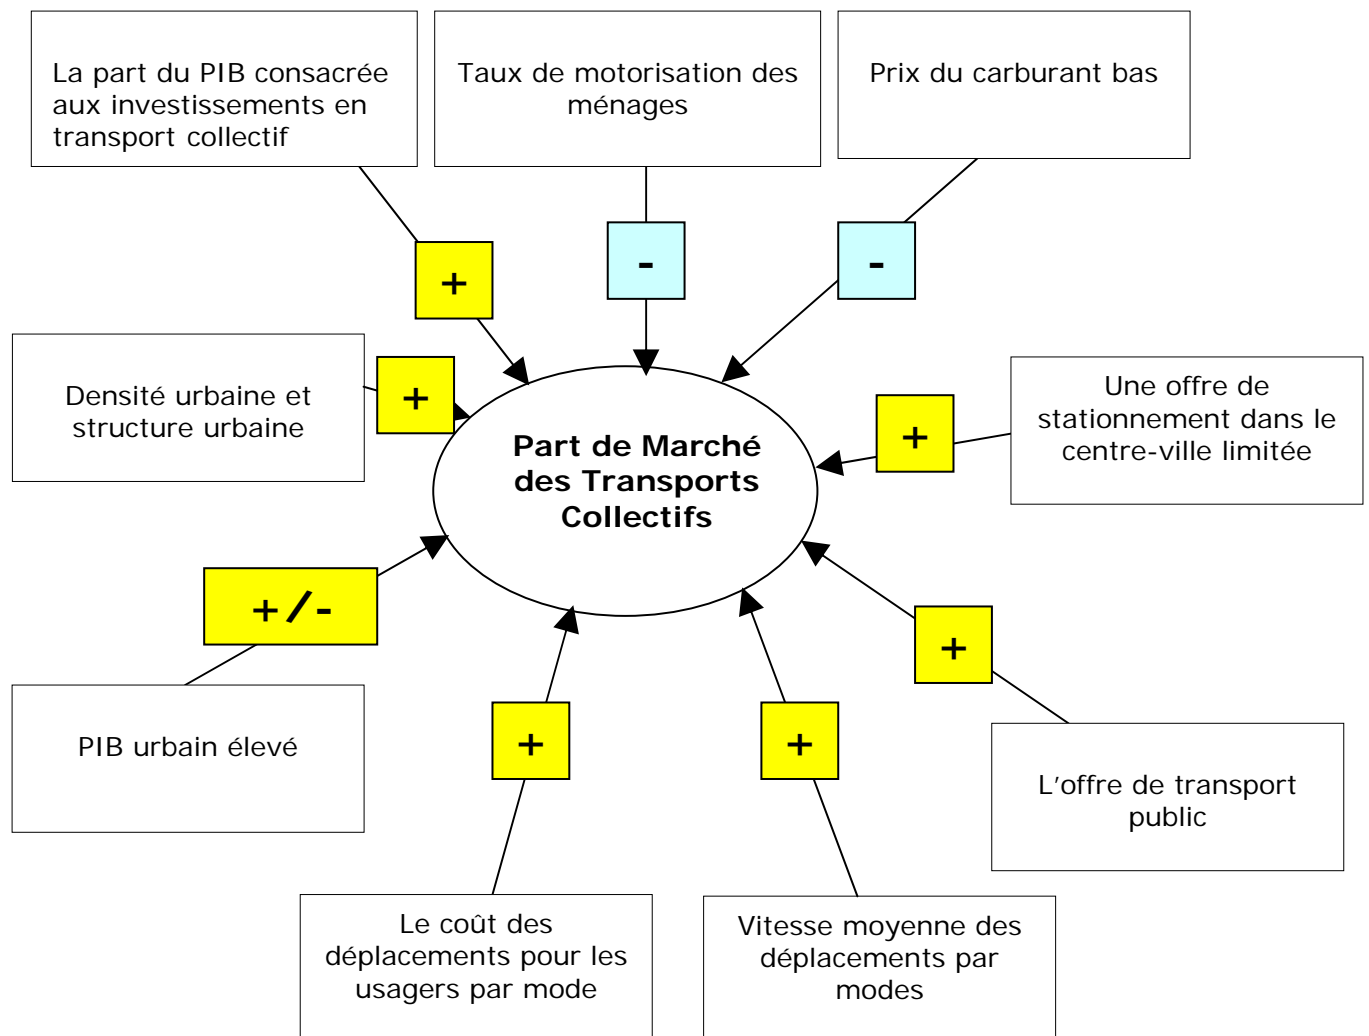 La part du PIB consacrée
aux investissements en
transport collectif
Taux de motorisation des
ménages
Prix du carburant bas
+
-
-
Densité urbaine et
structure urbaine
+
Part de Marché
des Transports
Collectifs
+
Une offre de
stationnement dans le
centre-ville limitée
+/-
PIB urbain élevé
+
+
+
L'offre de transport
public
Le coût des
déplacements pour les
usagers par mode
Vitesse moyenne des
déplacements par
modes